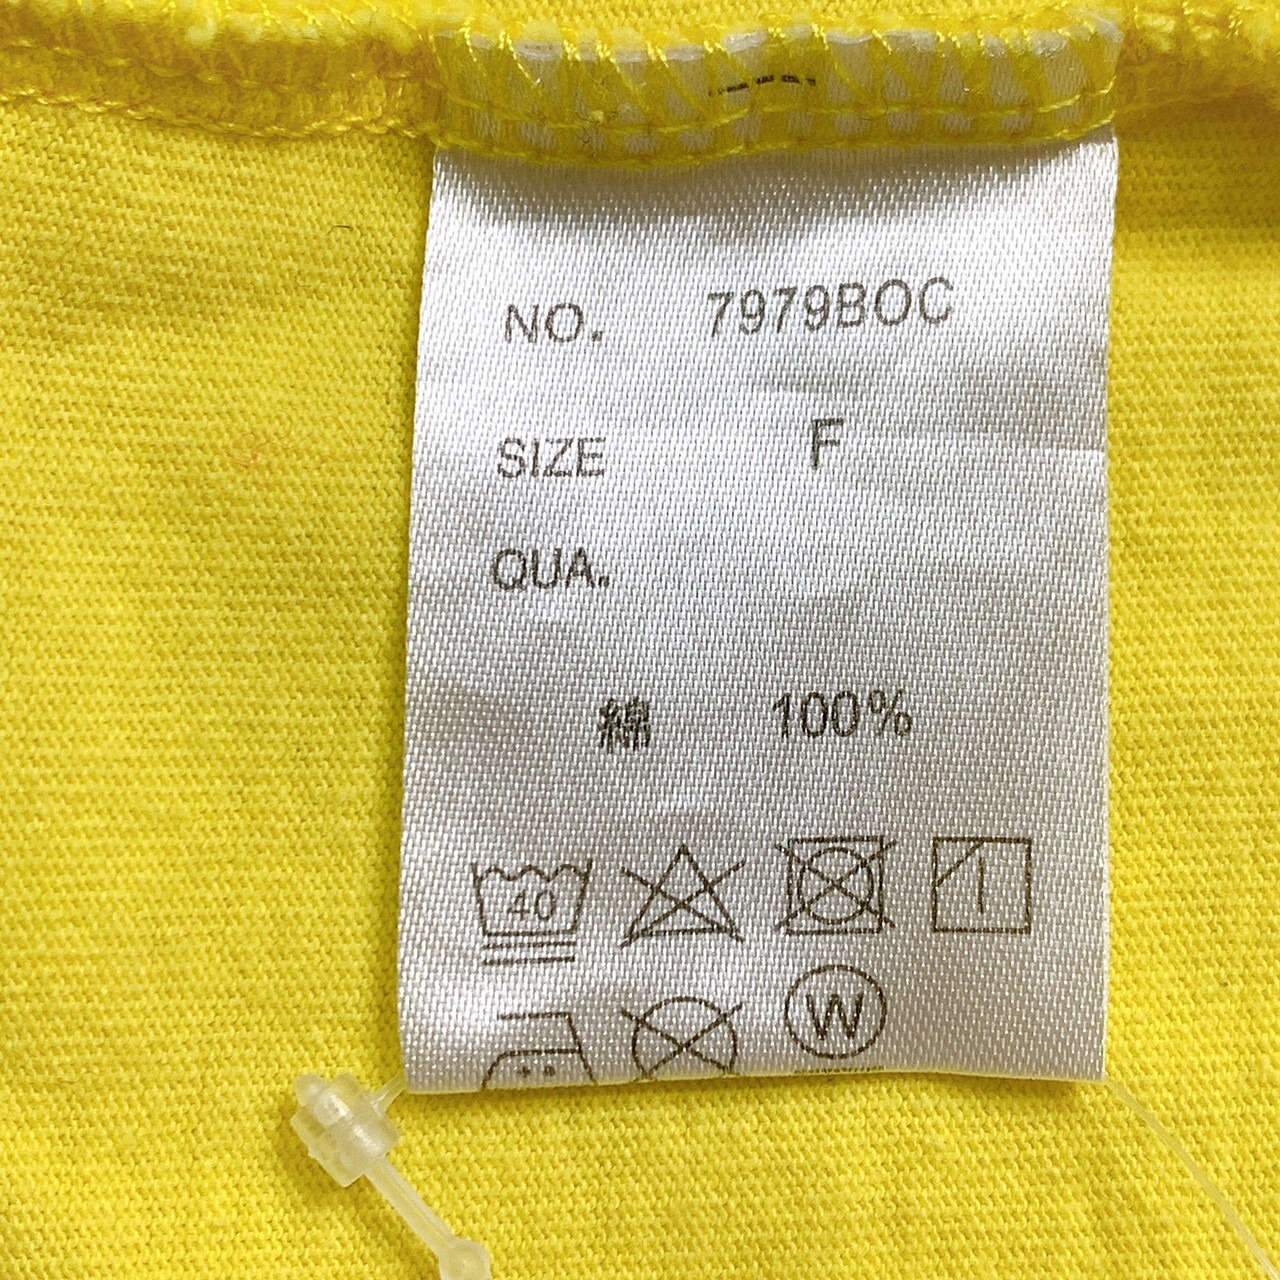 NO. 7979BOC
SIZE F
QUA.
綿 100%
40
W